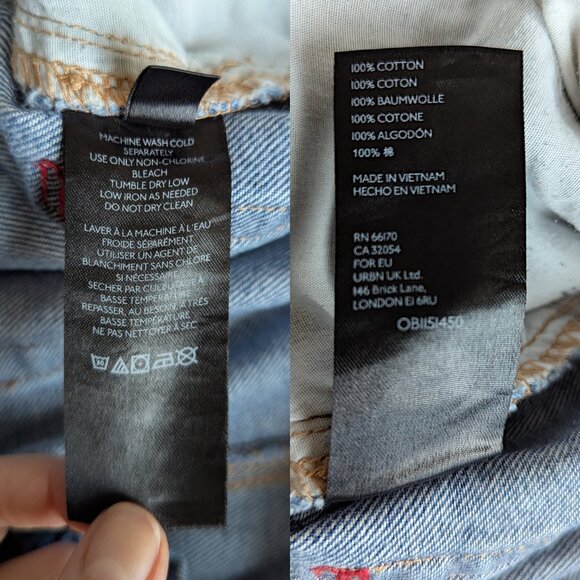 MACHINE WASH COLD
SEPARATELY
USE ONLY NON-CHLORINE
BLEACH
TUMBLE DRY LOW
LOW IRON AS NEEDED
DO NOT DRY CLEAN
LAVER À LA MACHINE À L'EAU
FROIDE SÉPARÉMENT
UTILISER UN AGENT DE
BLANCHIMENT SANS CHLORE
SI NÉCESSAIRE
SÉCHER PAR CULBUTAGE À
BASSE TEMPÉRATURE
REPASSER, AU BESOIN À TRÈS
BASSE TEMPÉRATURE
NE PAS NETTOYER À SEC
30
100% COTTON
100% COTON
100% BAUMWOLLE
100% COTONE
100% ALGODÓN
100% 棉
MADE IN VIETNAM
HECHO EN VIETNAM
RN 66170
CA 32054
FOR EU
URBN UK Ltd.
146 Brick Lane,
LONDON E1 6RU
OB1151450